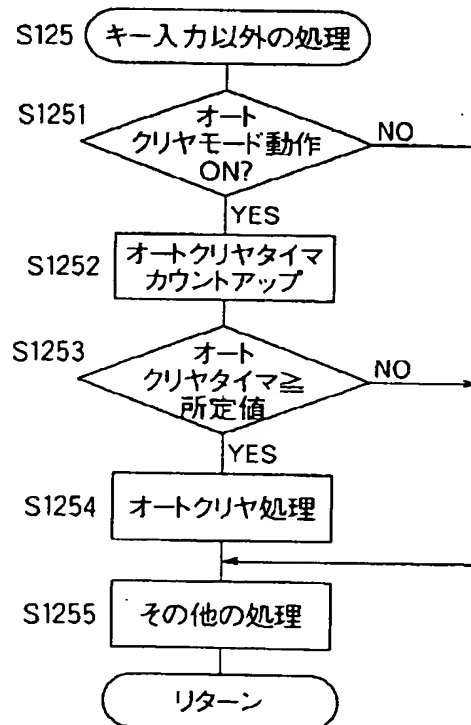 S125 キー入力以外の処理
S1251
オート
クリヤモード動作
ON?
NO
YES
S1252
オートクリヤタイマ
カウントアップ
S1253
オート
クリヤタイマ≧
所定値
NO
YES
S1254 オートクリヤ処理
S1255 その他の処理
リターン